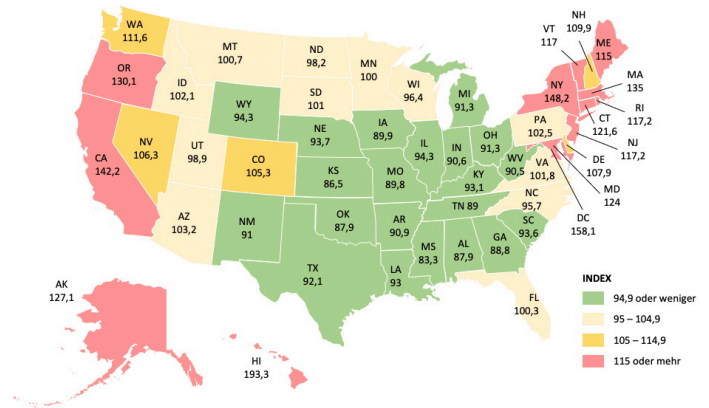 WA
111,6
OR
130,1
CA
142,2
NV
106,3
ID
102,1
MT
100,7
WY
94,3
UT
98,9
AZ
103,2
CO
105,3
NM
91
ND
98,2
SD
101
NE
93,7
KS
86,5
OK
87,9
TX
92,1
MN
100
IA
89,9
MO
89,8
AR
90,9
LA
93
WI
96,4
IL
94,3
MI
91,3
IN
90,6
OH
91,3
KY
93,1
TN 89
MS
83,3
AL
87,9
GA
88,8
FL
100,3
SC
93,6
NC
95,7
VA
101,8
WV
90,5
PA
102,5
NY
148,2
VT
117
NH
109,9
ME
115
MA
135
RI
117,2
CT
121,6
NJ
117,2
DE
107,9
MD
124
DC
158,1
AK
127,1
HI
193,3
INDEX
94,9 oder weniger
95 – 104,9
105 – 114,9
115 oder mehr